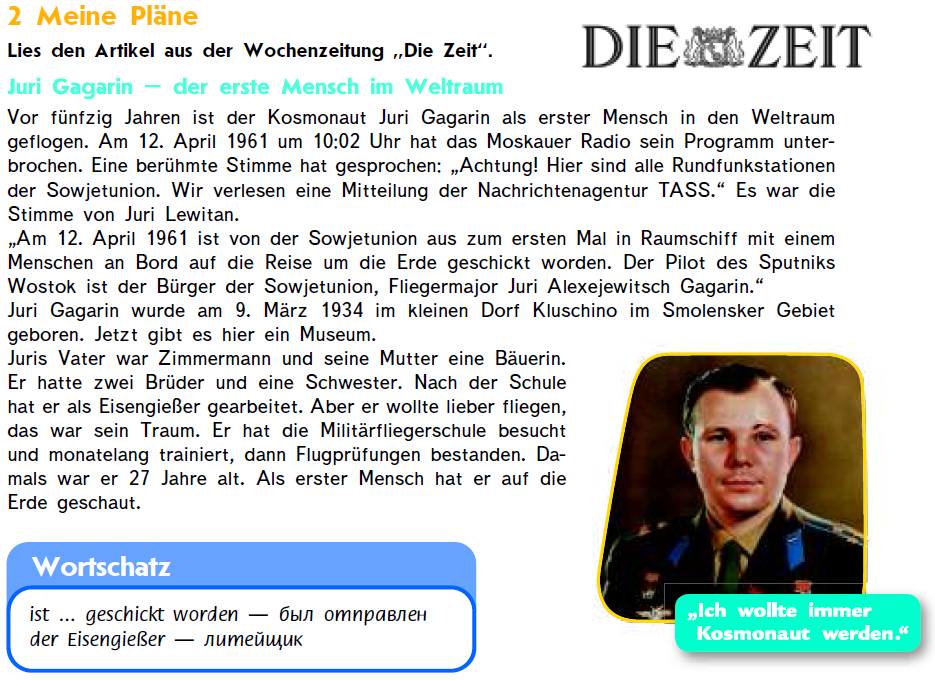 2 Meine Pläne
Lies den Artikel aus der Wochenzeitung ,,Die Zeit“.
DIE ZEIT
Juri Gagarin – der erste Mensch im Weltraum
Vor fünfzig Jahren ist der Kosmonaut Juri Gagarin als erster Mensch in den Weltraum
geflogen. Am 12. April 1961 um 10:02 Uhr hat das Moskauer Radio sein Programm unter-
brochen. Eine berühmte Stimme hat gesprochen: „Achtung! Hier sind alle Rundfunkstationen
der Sowjetunion. Wir verlesen eine Mitteilung der Nachrichtenagentur TASS.“ Es war die
Stimme von Juri Lewitan.
„Am 12. April 1961 ist von der Sowjetunion aus zum ersten Mal in Raumschiff mit einem
Menschen an Bord auf die Reise um die Erde geschickt worden. Der Pilot des Sputniks
Wostok ist der Bürger der Sowjetunion, Fliegermajor Juri Alexejewitsch Gagarin.“
Juri Gagarin wurde am 9. März 1934 im kleinen Dorf Kluschino im Smolensker Gebiet
geboren. Jetzt gibt es hier ein Museum.
Juris Vater war Zimmermann und seine Mutter eine Bäuerin.
Er hatte zwei Brüder und eine Schwester. Nach der Schule
hat er als Eisengießer gearbeitet. Aber er wollte lieber fliegen,
das war sein Traum. Er hat die Militärfliegerschule besucht
und monatelang trainiert, dann Flugprüfungen bestanden. Da-
mals war er 27 Jahre alt. Als erster Mensch hat er auf die
Erde geschaut.
Wortschatz
ist ... geschickt worden — был отправлен
der Eisengießer — литейщик
„Ich wollte immer
Kosmonaut werden.“